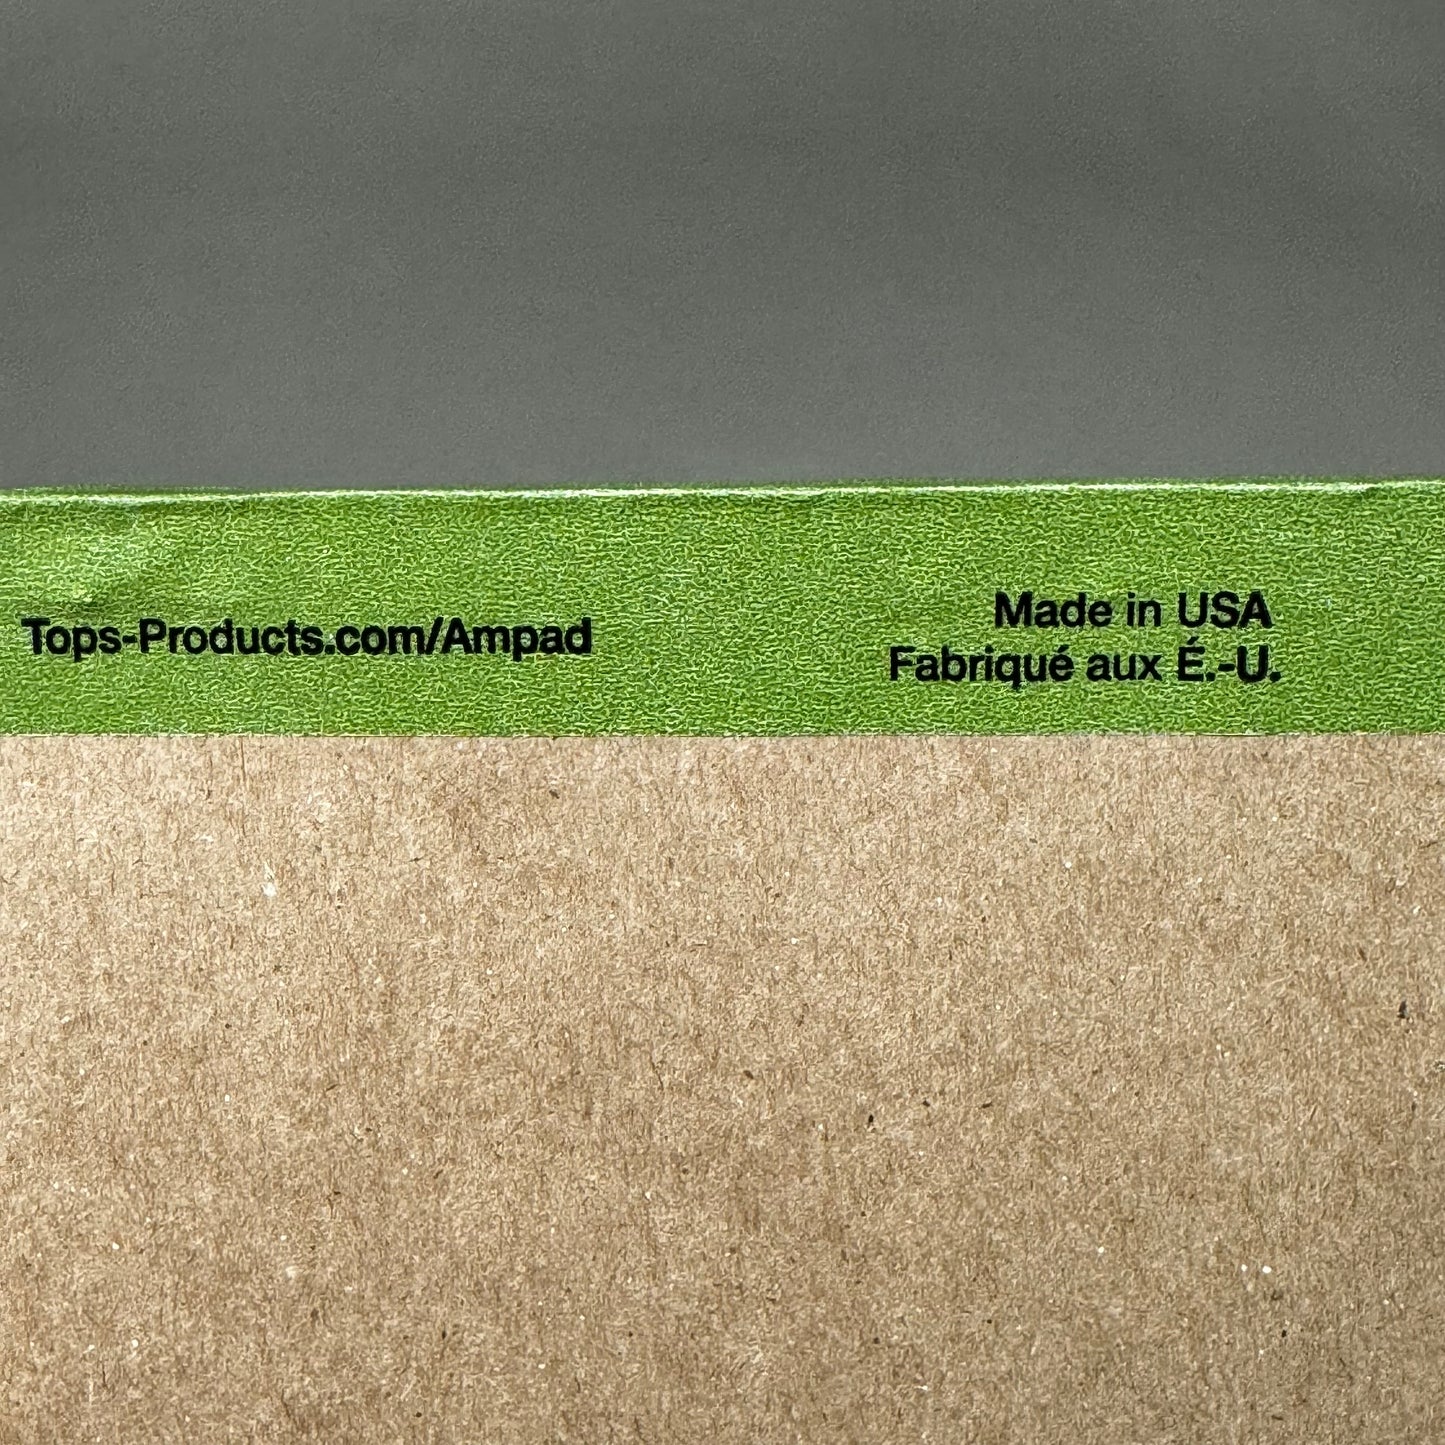 Tops-Products.com/Ampad
Made in USA
Fabriqué aux É.-U.